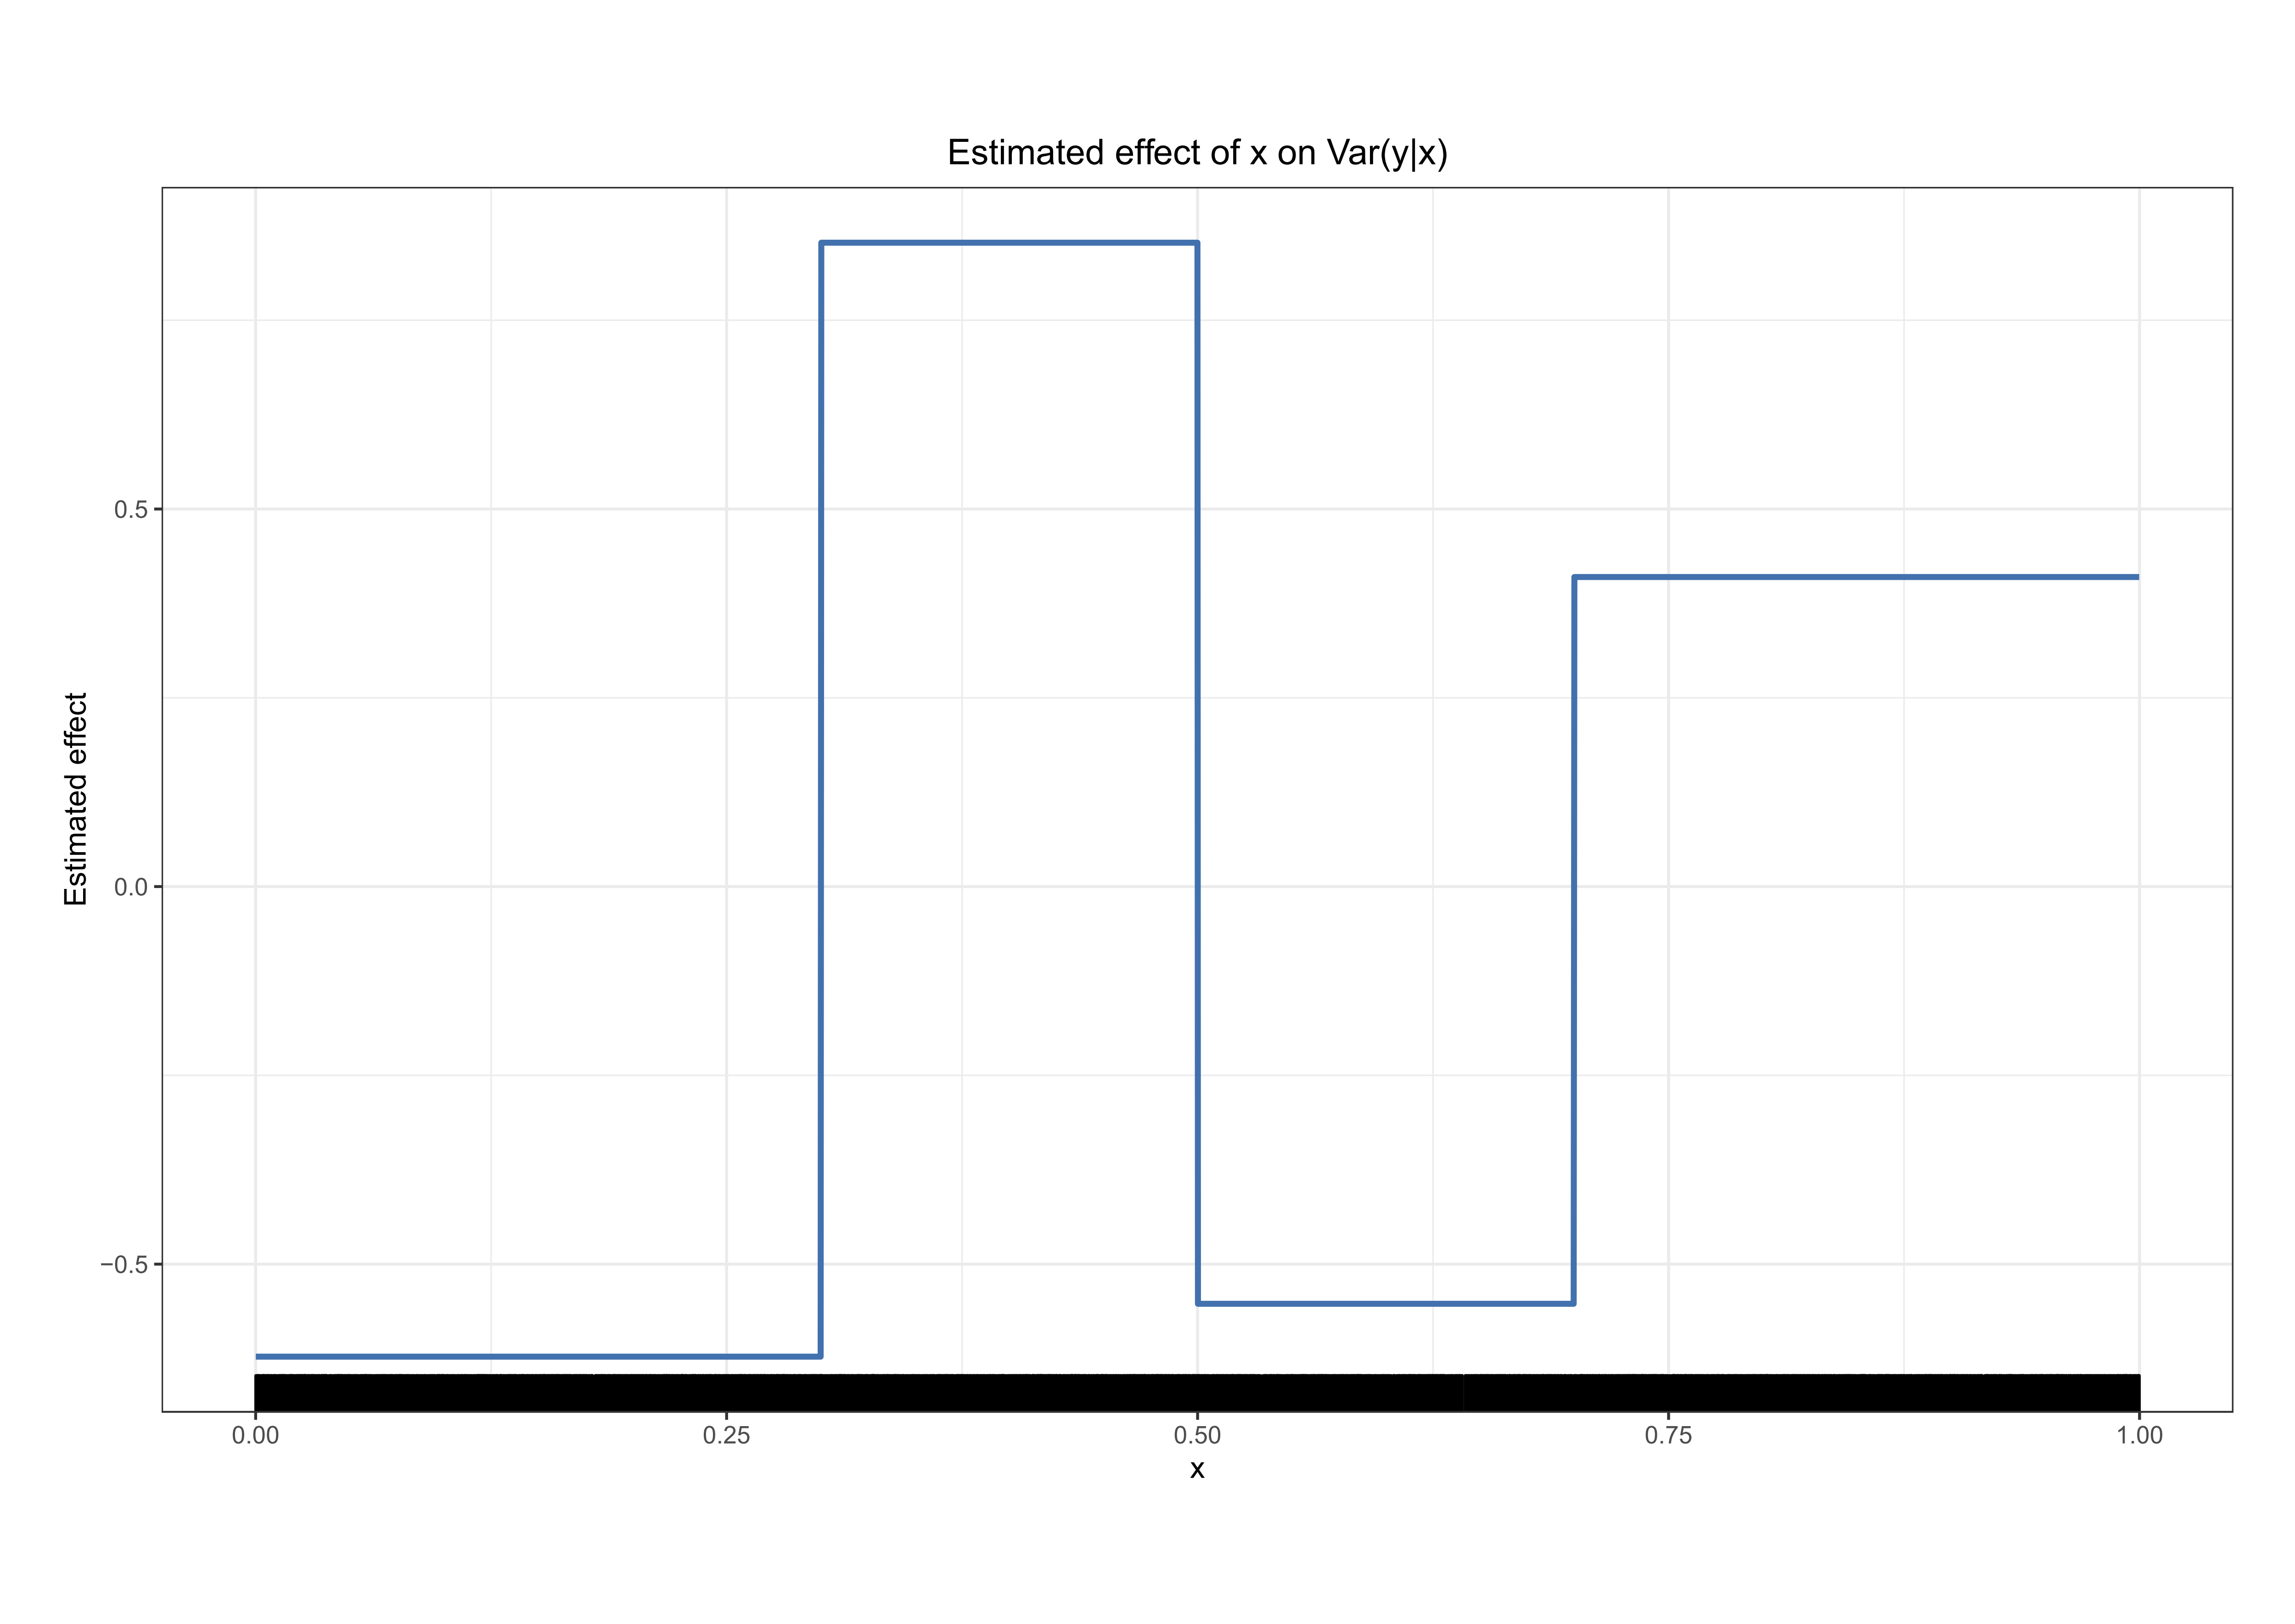 Estimated effect of x on Var(y|x)
Estimated effect
0.5
0.0
−0.5
0.00 0.25 0.50 0.75 1.00
x